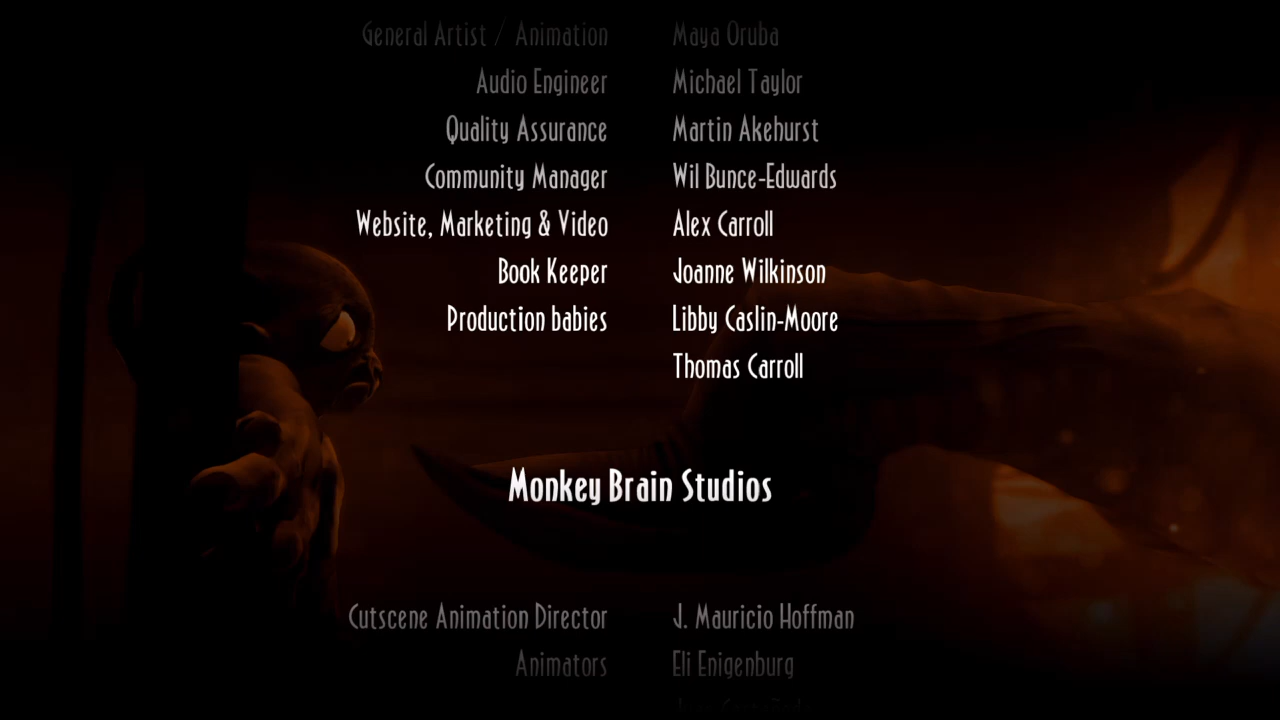 General Artist / Animation Maya Oruba
Audio Engineer Michael Taylor
Quality Assurance Martin Akehurst
Community Manager Wil Bunce-Edwards
Website, Marketing & Video Alex Carroll
Book Keeper Joanne Wilkinson
Production babies Libby Caslin-Moore
Thomas Carroll
Monkey Brain Studios
Cutscene Animation Director J. Mauricio Hoffman
Animators Eli Enigenburg